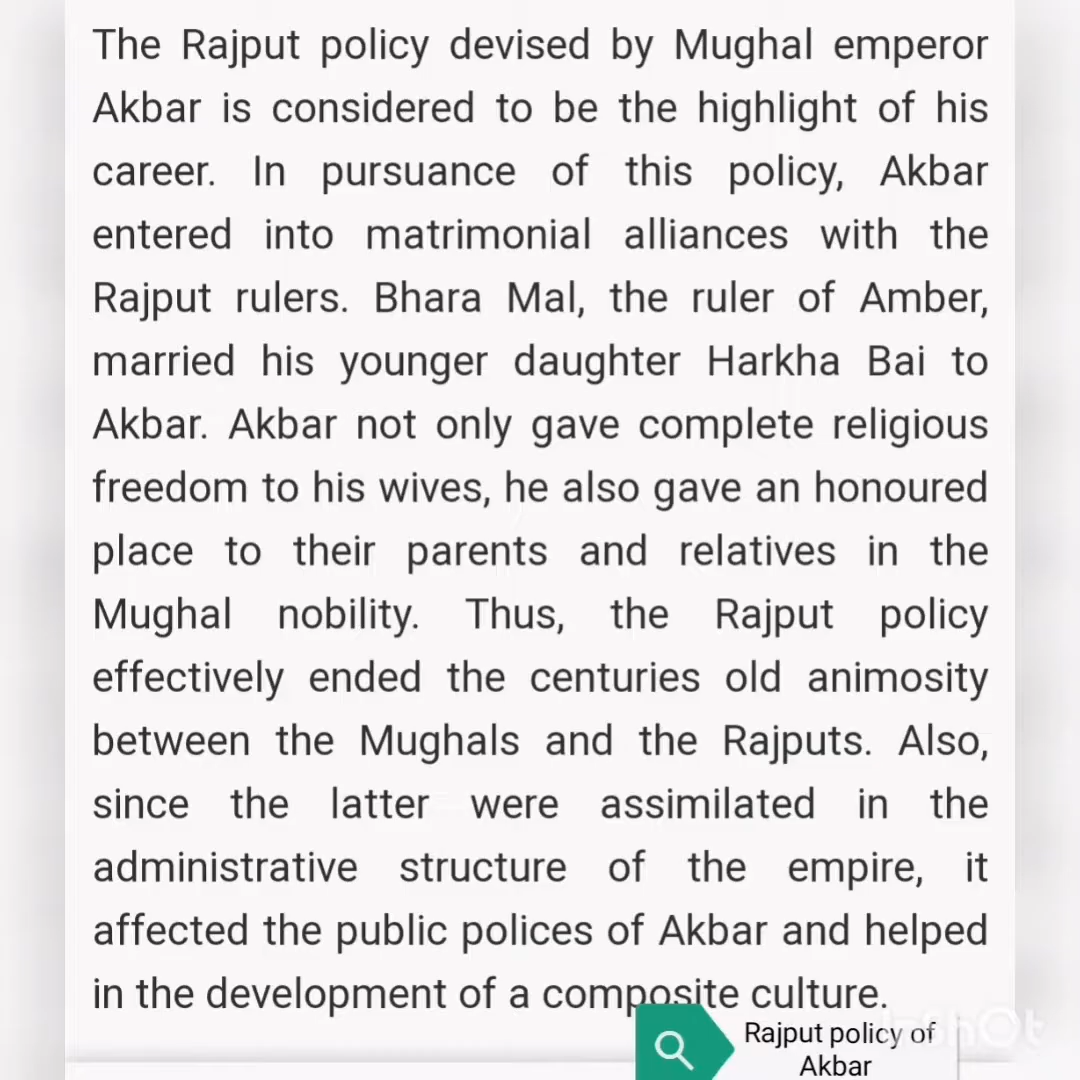 The Rajput policy devised by Mughal emperor
Akbar is considered to be the highlight of his
career. In pursuance of this policy, Akbar
entered into matrimonial alliances with the
Rajput rulers. Bhara Mal, the ruler of Amber,
married his younger daughter Harkha Bai to
Akbar. Akbar not only gave complete religious
freedom to his wives, he also gave an honoured
place to their parents and relatives in the
Mughal nobility. Thus, the Rajput policy
effectively ended the centuries old animosity
between the Mughals and the Rajputs. Also,
since the latter were assimilated in the
administrative structure of the empire, it
affected the public polices of Akbar and helped
in the development of a composite culture.
Rajput policy of
Akbar
InShOt